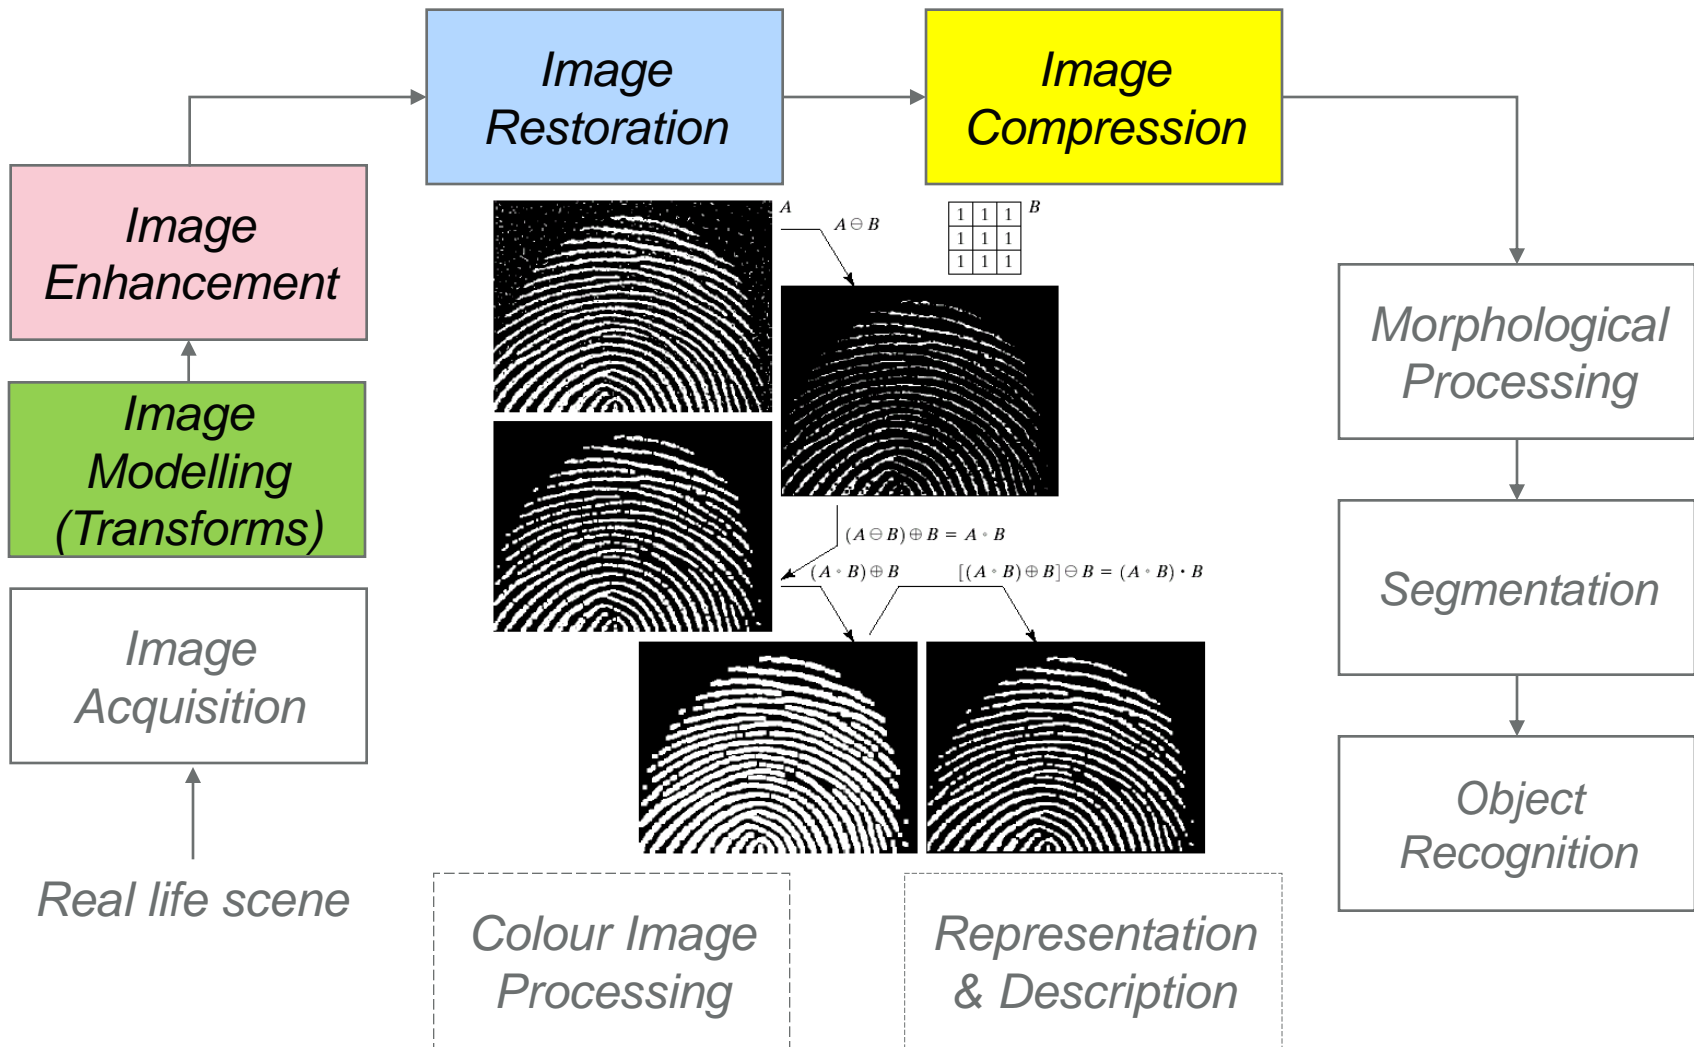 Image
Restoration
Image
Compression
Image
Enhancement
A
A ⊖ B
1 1 1
1 1 1
1 1 1
B
Morphological
Processing
Image
Modelling
(Transforms)
(A ⊖ B) ⊕ B = A ∘ B
(A ∘ B) ⊕ B
[(A ∘ B) ⊕ B] ⊖ B = (A ∘ B) • B
Segmentation
Image
Acquisition
Object
Recognition
Real life scene
Colour Image
Processing
Representation
& Description